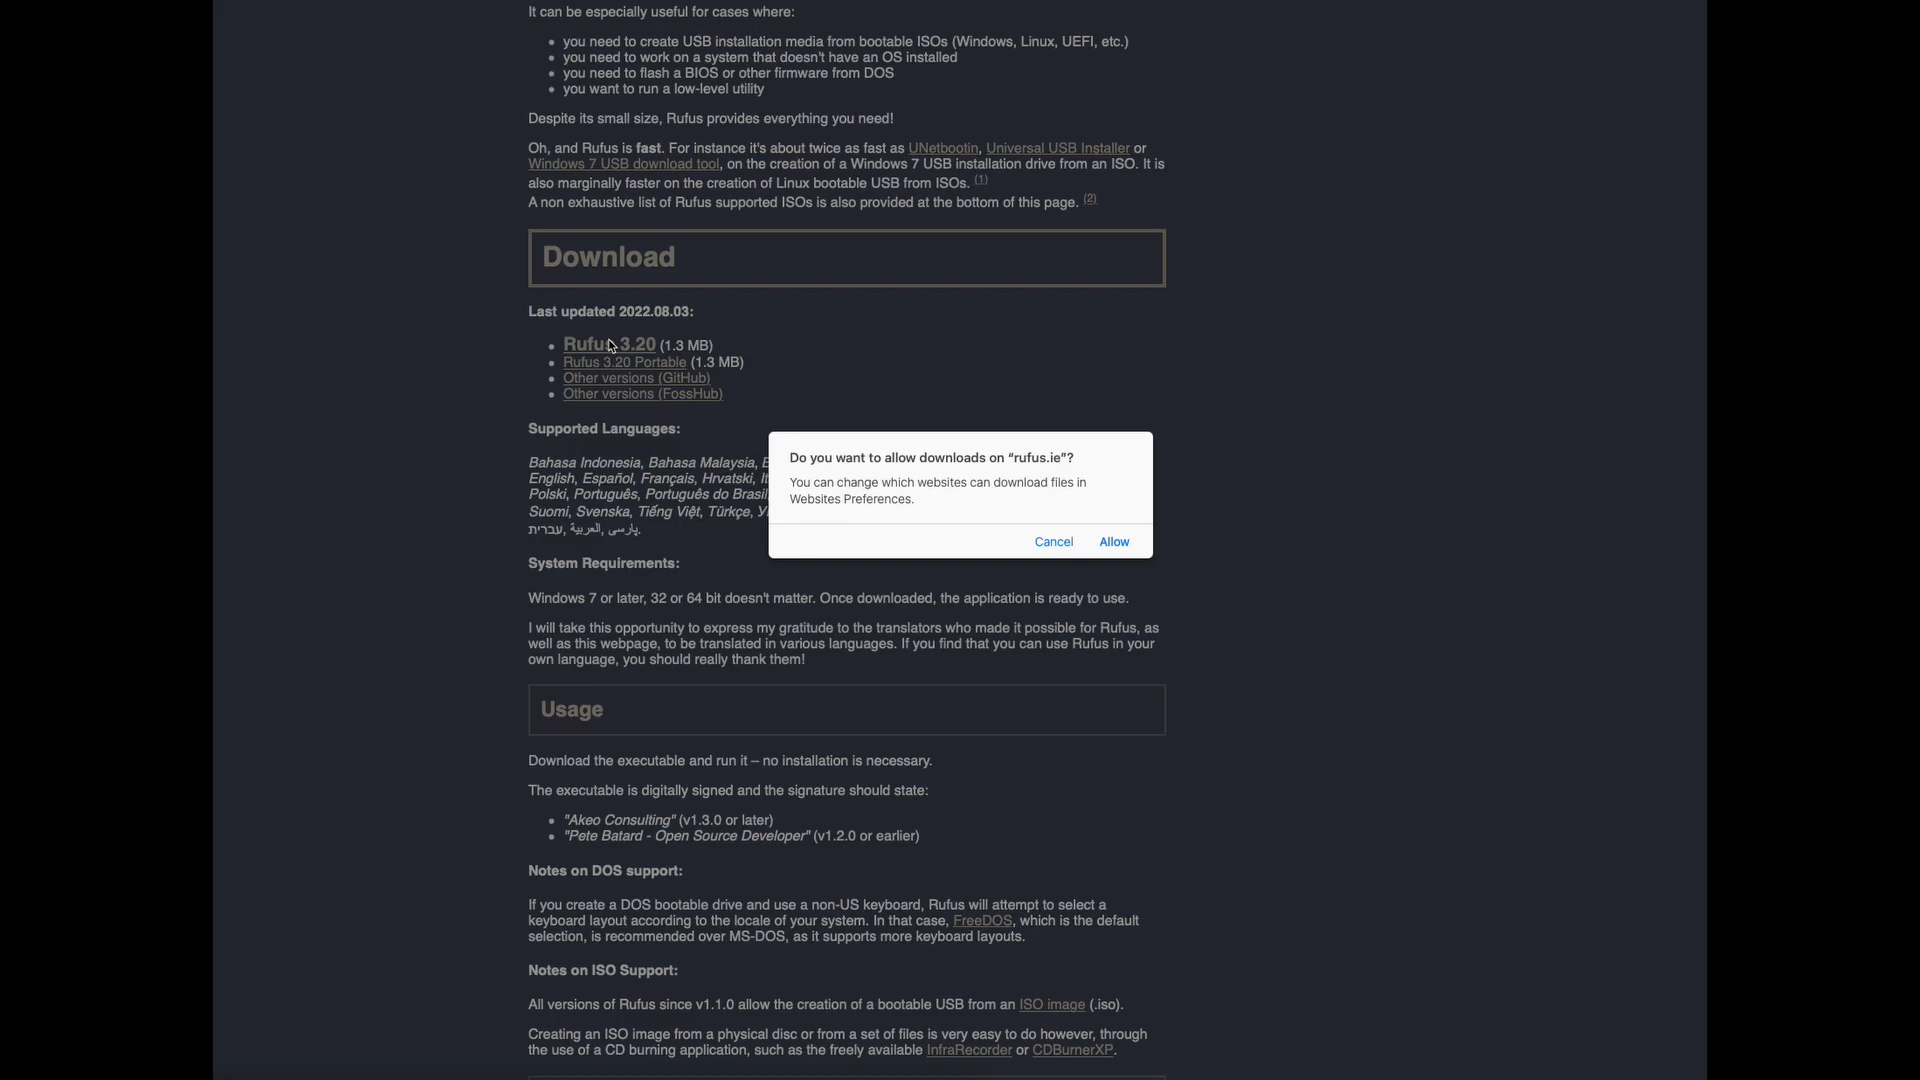 It can be especially useful for cases where:
you need to create USB installation media from bootable ISOs (Windows, Linux, UEFI, etc.)
you need to work on a system that doesn't have an OS installed
you need to flash a BIOS or other firmware from DOS
you want to run a low-level utility
Despite its small size, Rufus provides everything you need!
Oh, and Rufus is fast. For instance it's about twice as fast as UNetbootin, Universal USB Installer or
Windows 7 USB download tool, on the creation of a Windows 7 USB installation drive from an ISO. It is
also marginally faster on the creation of Linux bootable USB from ISOs. (1)
A non exhaustive list of Rufus supported ISOs is also provided at the bottom of this page. (2)
Download
Last updated 2022.08.03:
Rufus 3.20 (1.3 MB)
Rufus 3.20 Portable (1.3 MB)
Other versions (GitHub)
Other versions (FossHub)
Supported Languages:
Bahasa Indonesia, Bahasa Malaysia,
English, Español, Français, Hrvatski,
Polski, Português, Português do Brasil
Suomi, Svenska, Tiếng Việt, Türkçe,
עברית, العربية, پارسی.
Do you want to allow downloads on “rufus.ie”?
You can change which websites can download files in
Websites Preferences.
Cancel Allow
System Requirements:
Windows 7 or later, 32 or 64 bit doesn't matter. Once downloaded, the application is ready to use.
I will take this opportunity to express my gratitude to the translators who made it possible for Rufus, as
well as this webpage, to be translated in various languages. If you find that you can use Rufus in your
own language, you should really thank them!
Usage
Download the executable and run it – no installation is necessary.
The executable is digitally signed and the signature should state:
"Akeo Consulting" (v1.3.0 or later)
"Pete Batard - Open Source Developer" (v1.2.0 or earlier)
Notes on DOS support:
If you create a DOS bootable drive and use a non-US keyboard, Rufus will attempt to select a
keyboard layout according to the locale of your system. In that case, FreeDOS, which is the default
selection, is recommended over MS-DOS, as it supports more keyboard layouts.
Notes on ISO Support:
All versions of Rufus since v1.1.0 allow the creation of a bootable USB from an ISO image (.iso).
Creating an ISO image from a physical disc or from a set of files is very easy to do however, through
the use of a CD burning application, such as the freely available InfraRecorder or CDBurnerXP.